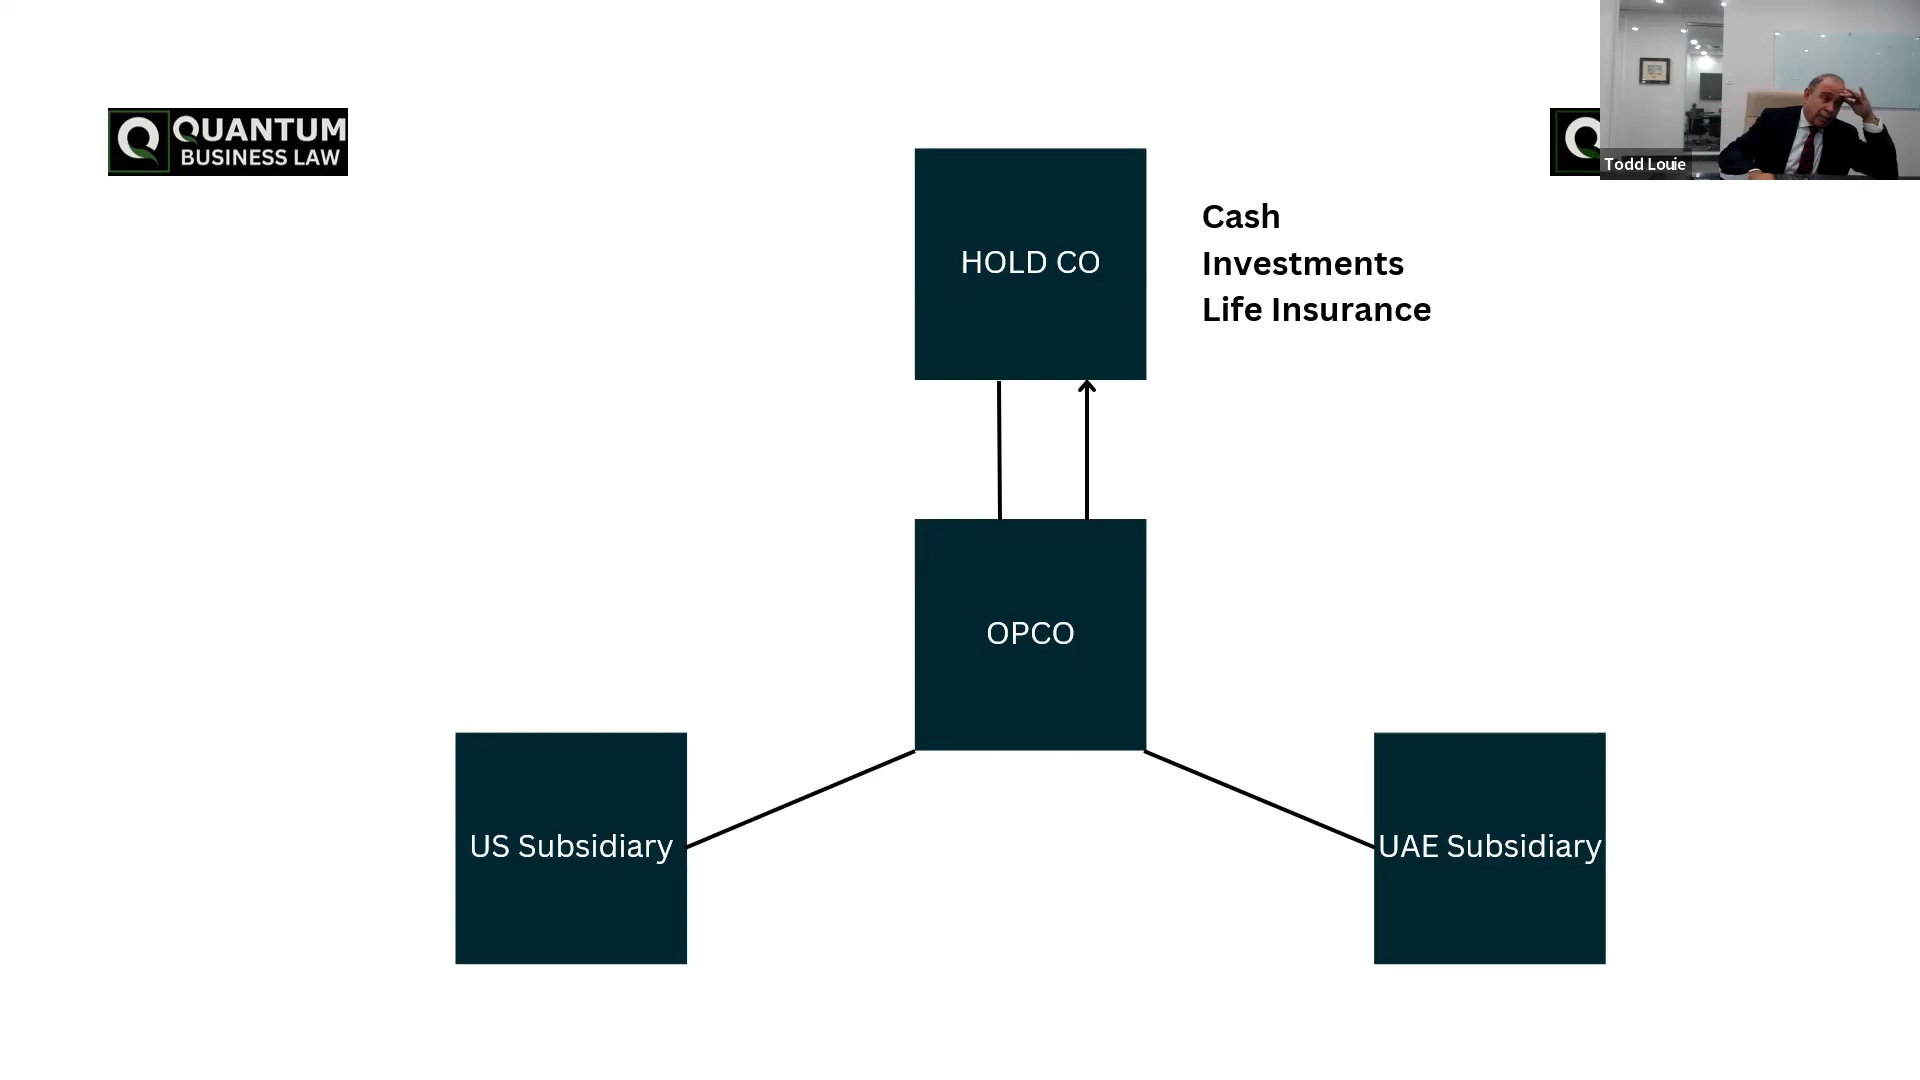 QUANTUM
BUSINESS LAW
Todd Louie
HOLD CO
Cash
Investments
Life Insurance
OPCO
US Subsidiary
UAE Subsidiary